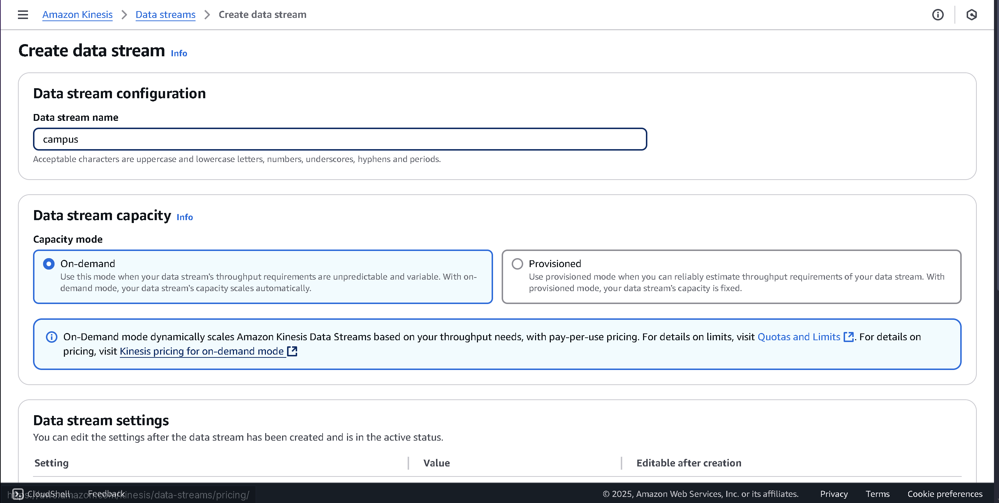 Amazon Kinesis > Data streams > Create data stream
Create data stream Info
Data stream configuration
Data stream name
campus
Acceptable characters are uppercase and lowercase letters, numbers, underscores, hyphens and periods.
Data stream capacity Info
Capacity mode
On-demand
Use this mode when your data stream's throughput requirements are unpredictable and variable. With on-
demand mode, your data stream's capacity scales automatically.
Provisioned
Use provisioned mode when you can reliably estimate throughput requirements of your data stream. With
provisioned mode, your data stream's capacity is fixed.
On-Demand mode dynamically scales Amazon Kinesis Data Streams based on your throughput needs, with pay-per-use pricing. For details on limits, visit Quotas and Limits. For details on
pricing, visit Kinesis pricing for on-demand mode
Data stream settings
You can edit the settings after the data stream has been created and is in the active status.
Setting Value Editable after creation
CloudShell Feedback
https://aws.amazon.com/kinesis/data-streams/pricing/
© 2025, Amazon Web Services, Inc. or its affiliates. Privacy Terms Cookie preferences